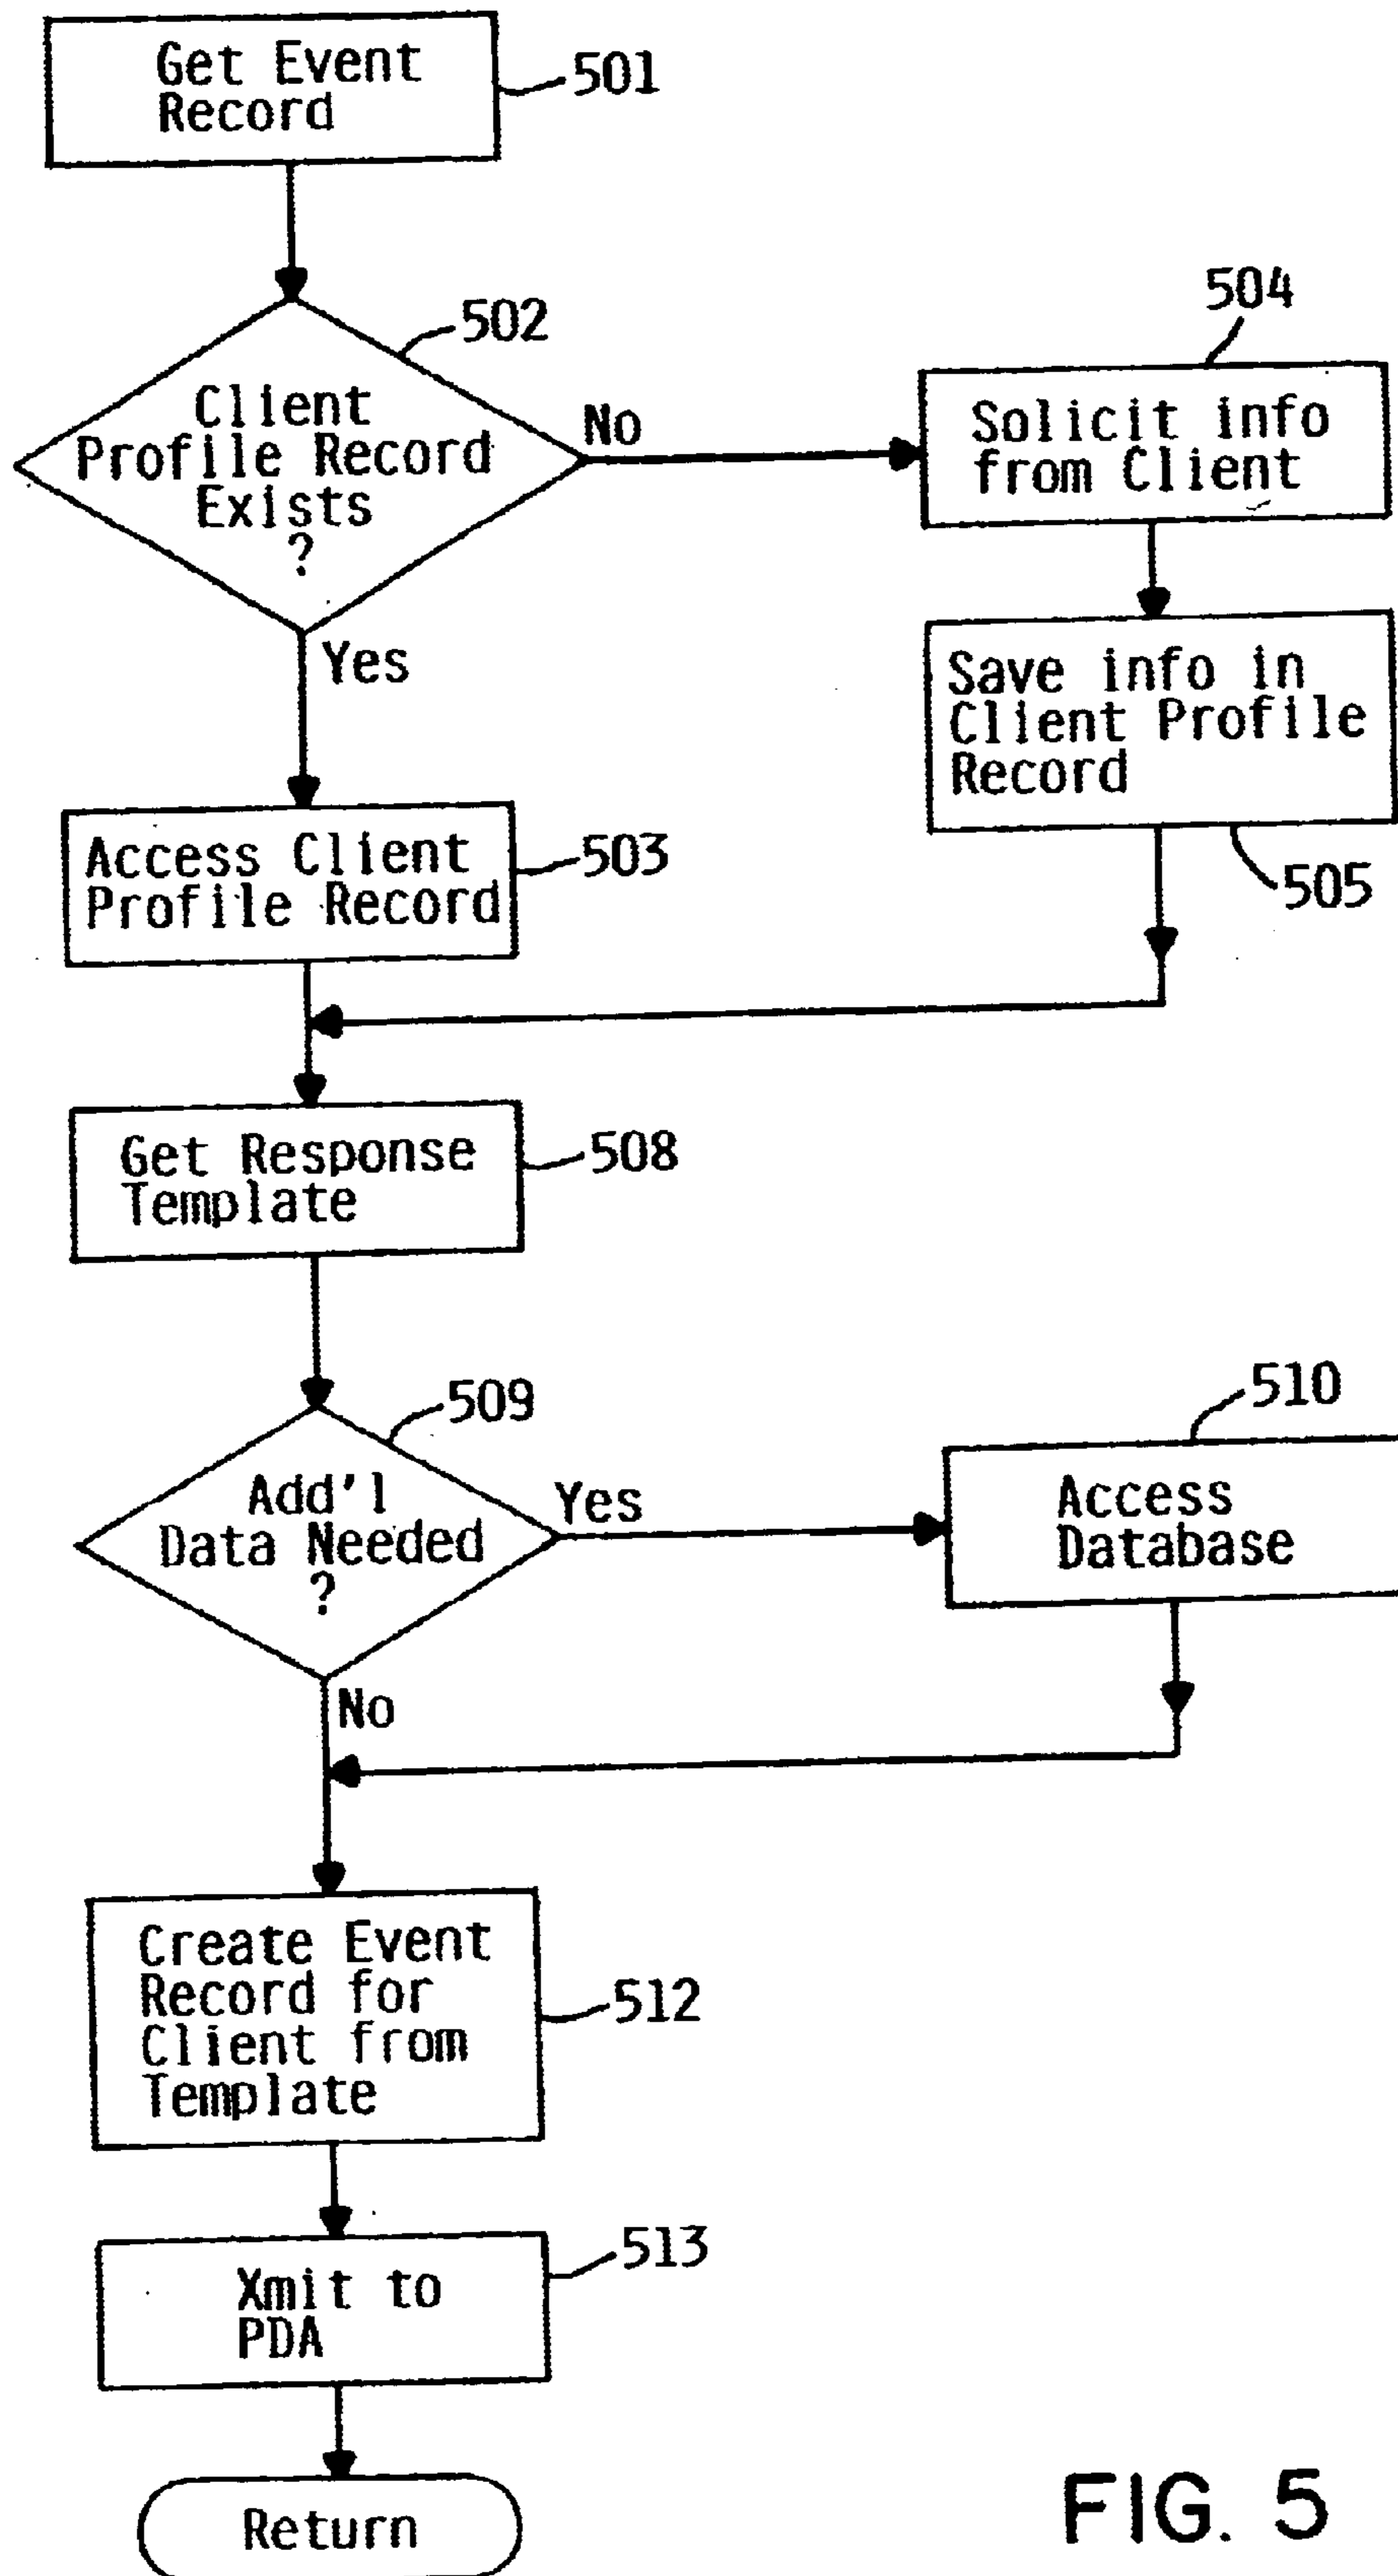 Get Event
Record
501
502
Client
Profile Record
Exists
?
No
Yes
504
Solicit info
from Client
Save info in
Client Profile
Record
505
Access Client
Profile Record
503
Get Response
Template
508
509
Add'l
Data Needed
?
Yes
No
510
Access
Database
Create Event
Record for
Client from
Template
512
Xmit to
PDA
513
Return
FIG. 5